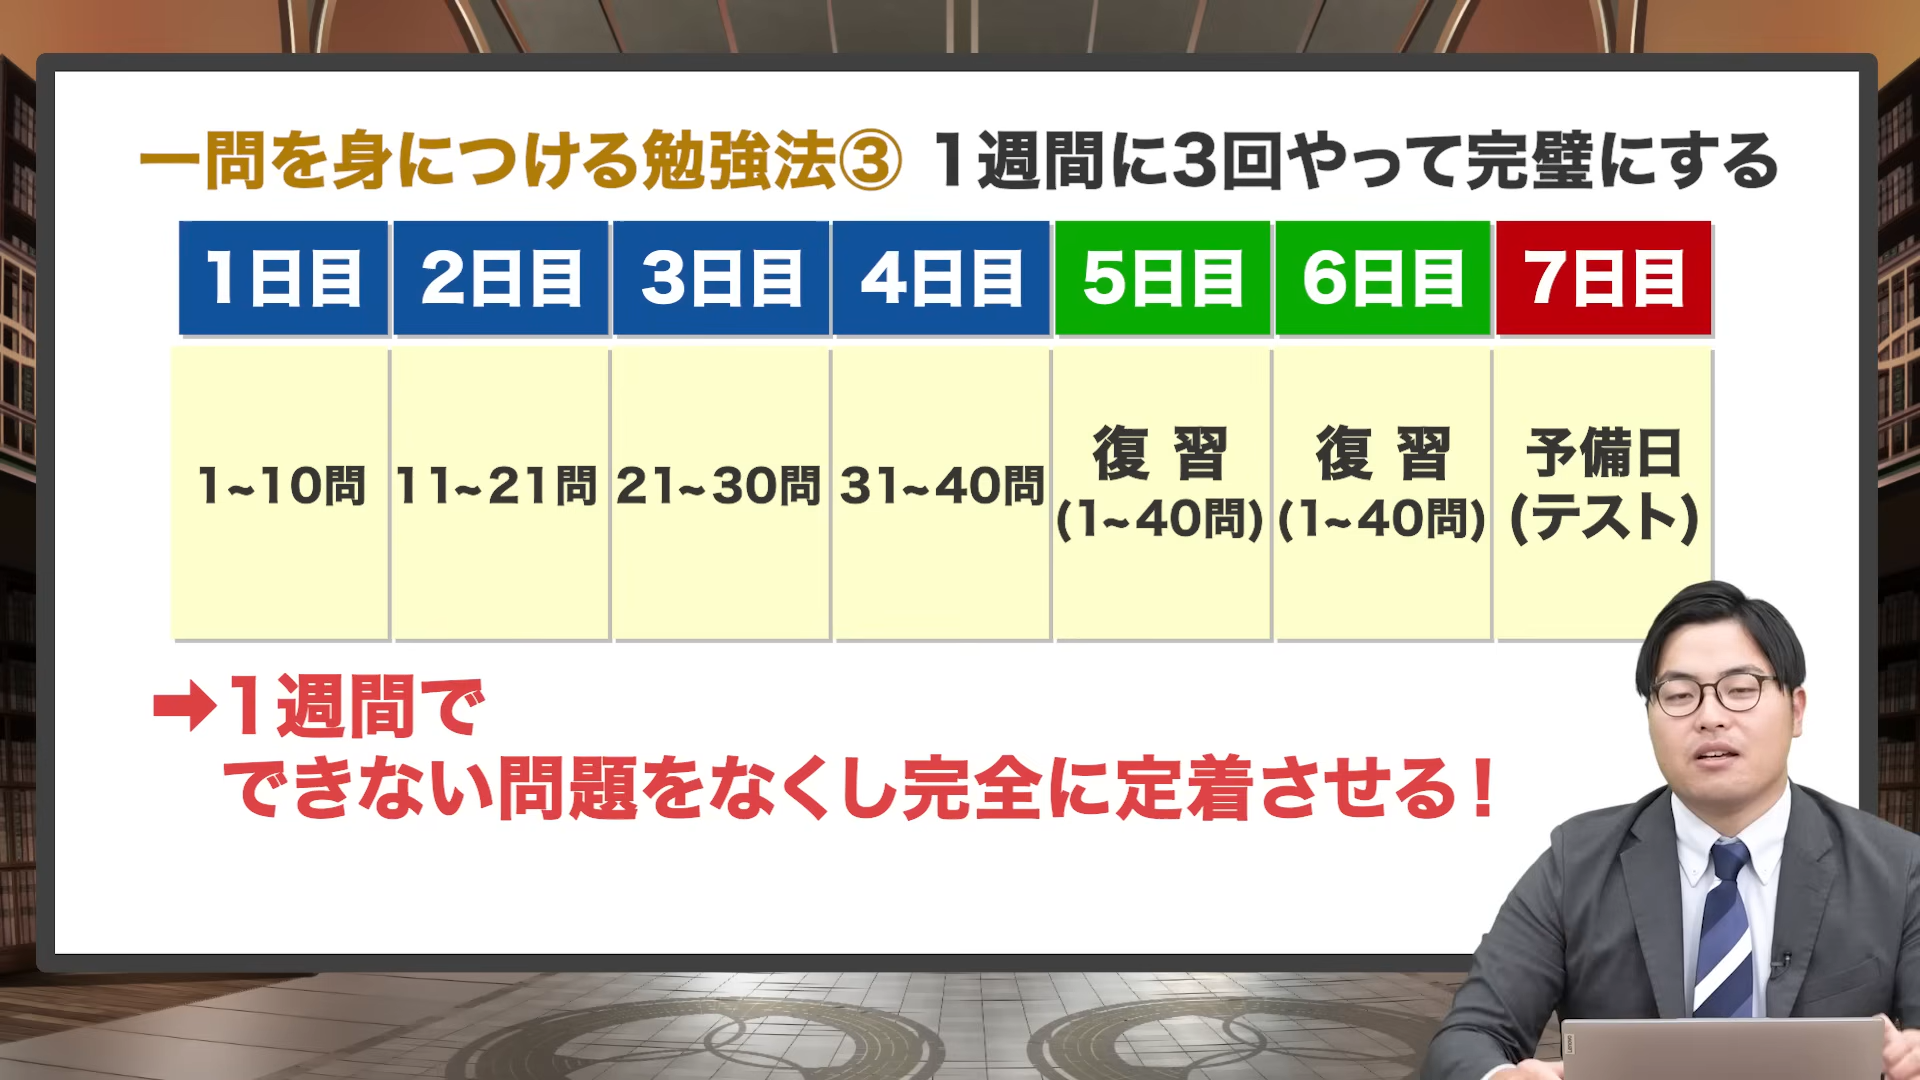 一問を身につける勉強法③ 1週間に3回やって完璧にする
1日目 2日目 3日目 4日目 5日目 6日目 7日目
1~10問 11~21問 21~30問 31~40問 復習 (1~40問) 復習 (1~40問) 予備日 (テスト)
➡1週間で
できない問題をなくし完全に定着させる!
Lenovo